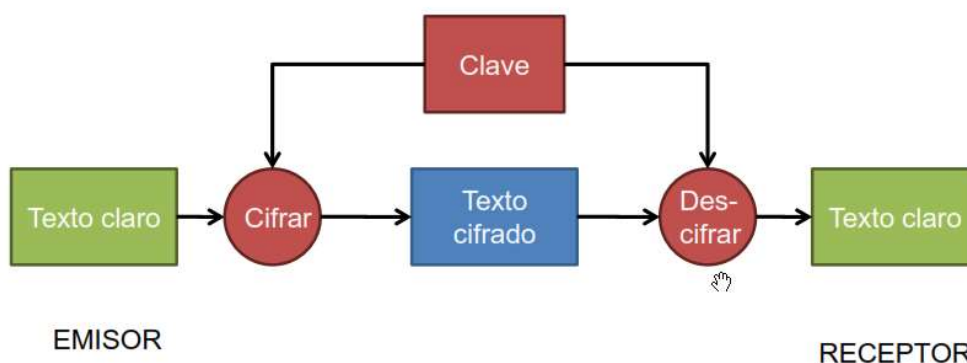 Clave
Texto claro
Cifrar
Texto
cifrado
Des-
cifrar
Texto claro
EMISOR
RECEPTOR